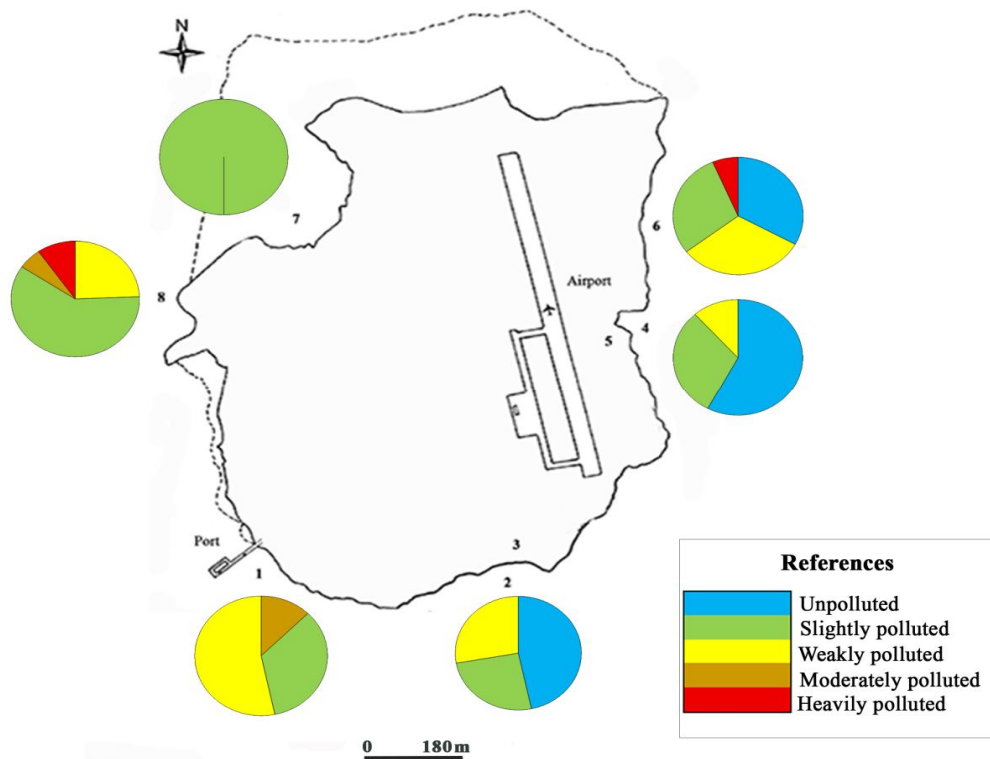 N
7
6
8
Airport
4
5
Port
3
1
2
References
Unpolluted
Slightly polluted
Weakly polluted
Moderately polluted
Heavily polluted
0 180m